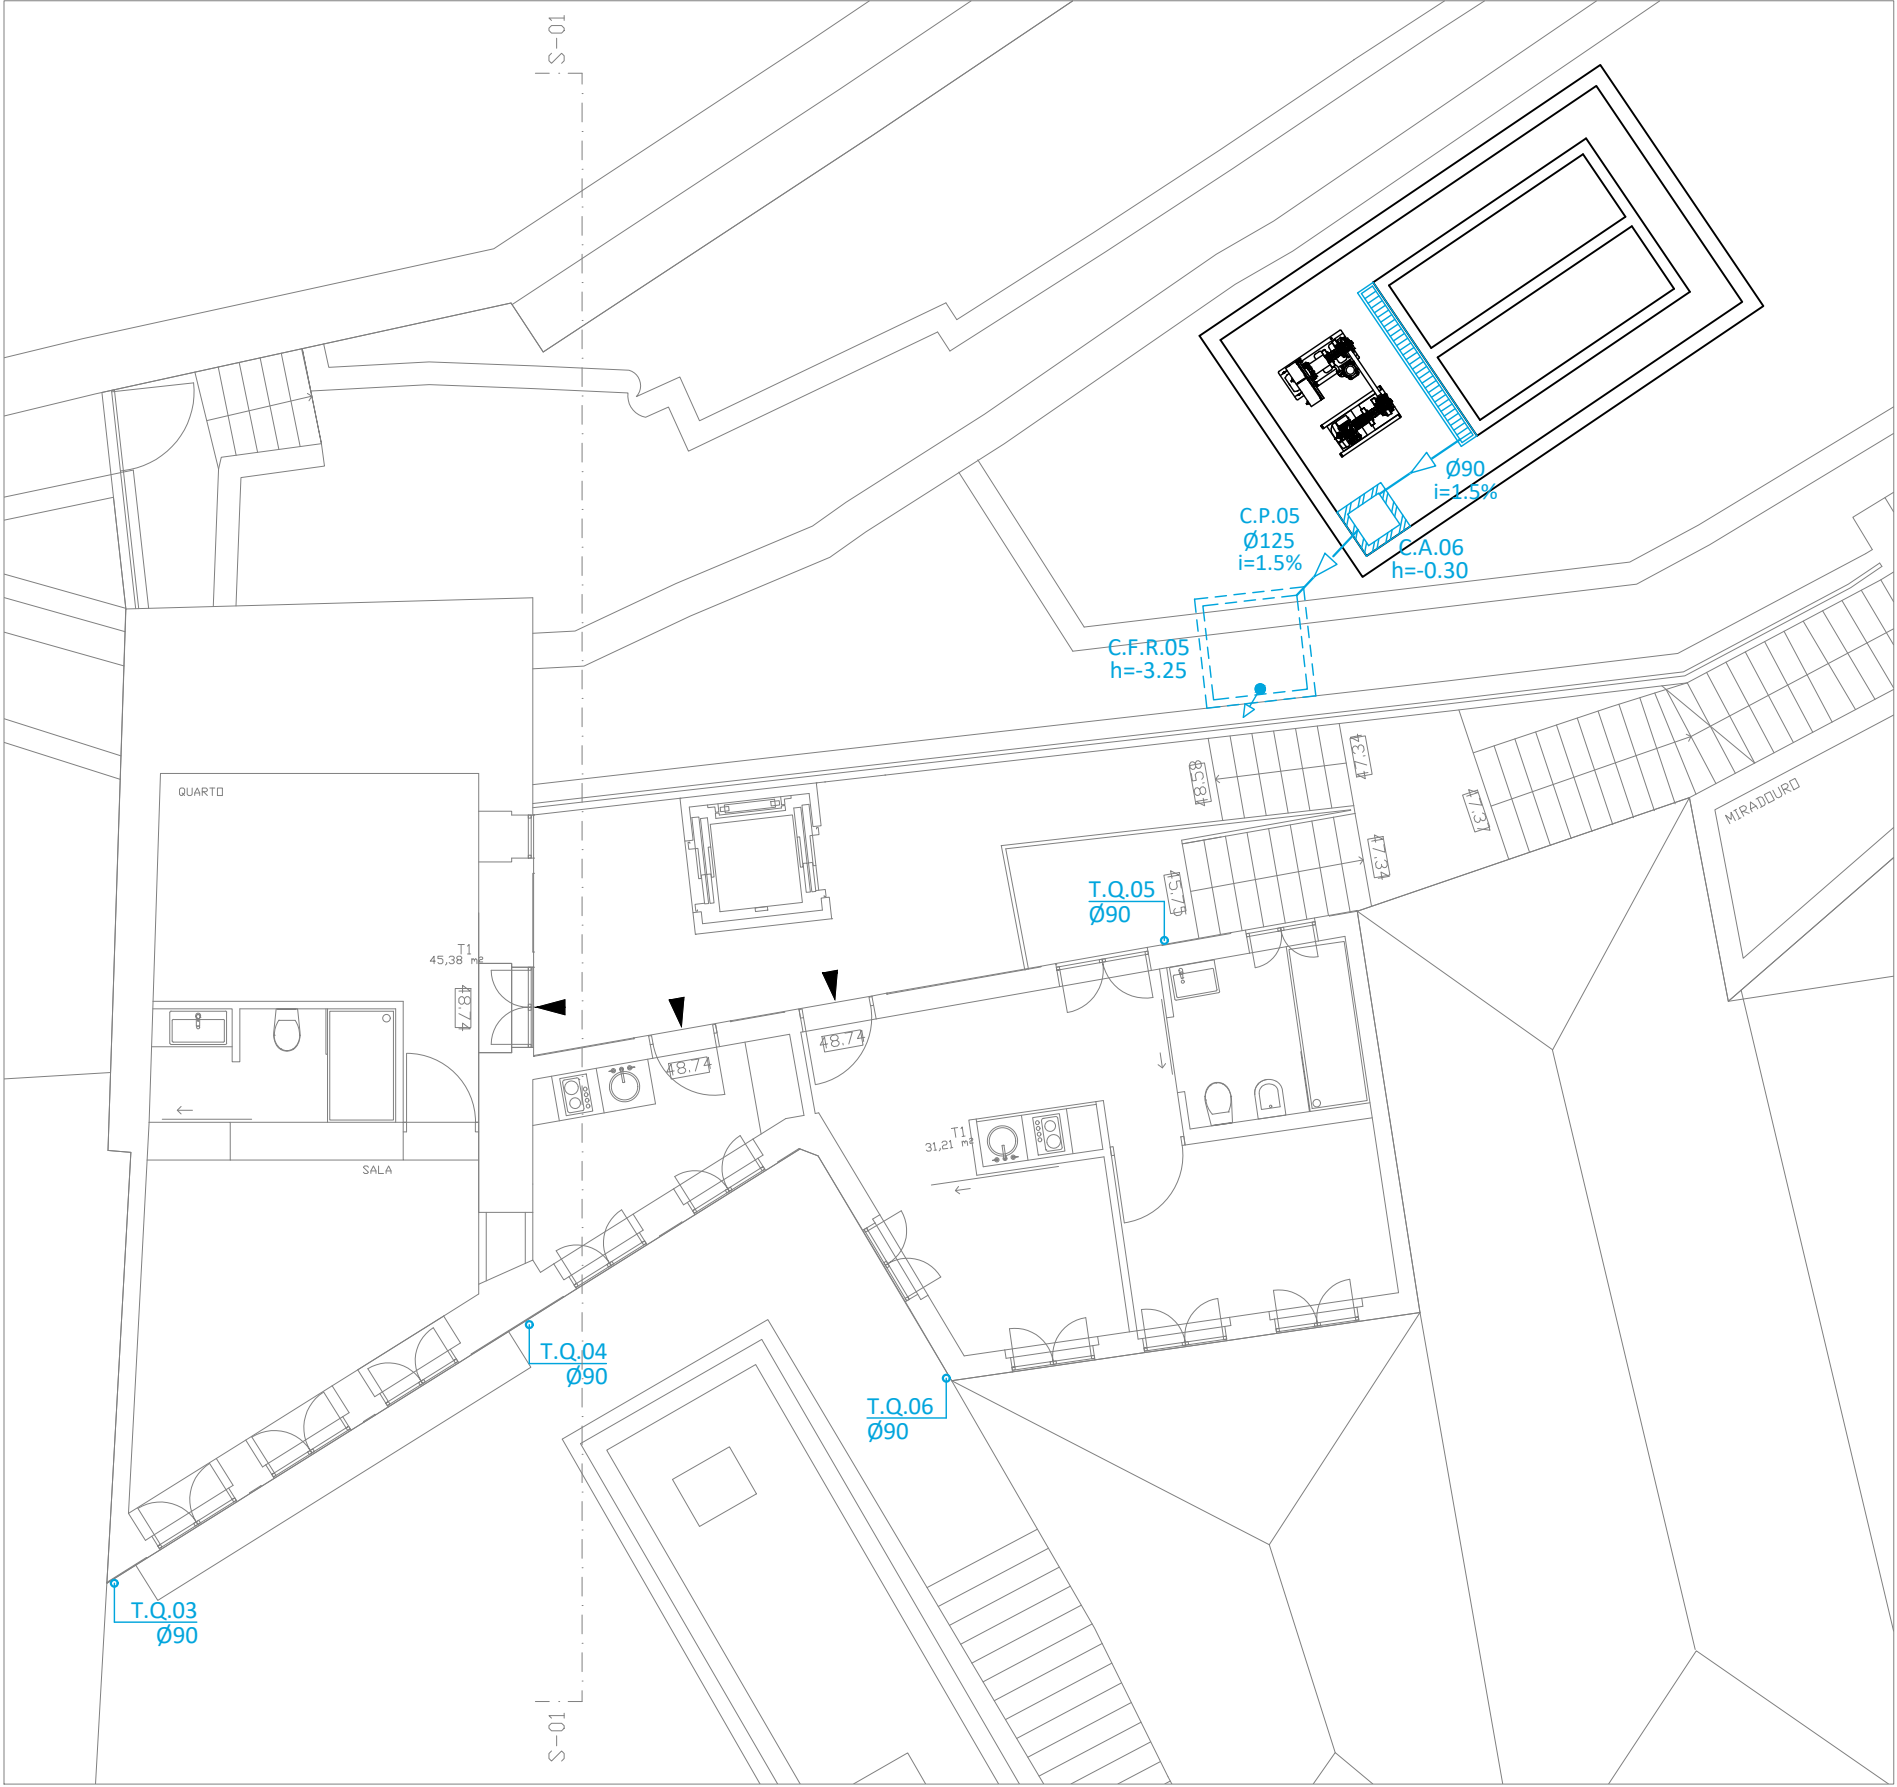 S-01
Ø90
i=1.5%
C.P.05
Ø125
i=1.5%
C.A.06
h=-0.30
C.F.R.05
h=-3.25
QUARTO
48.58
47.34
47.37
MIRADOURO
47.34
45.75
T.Q.05
Ø90
T1
45,38 m²
48.74
48.74
48.74
T1
31,21 m²
SALA
T.Q.04
Ø90
T.Q.06
Ø90
T.Q.03
Ø90
S-01